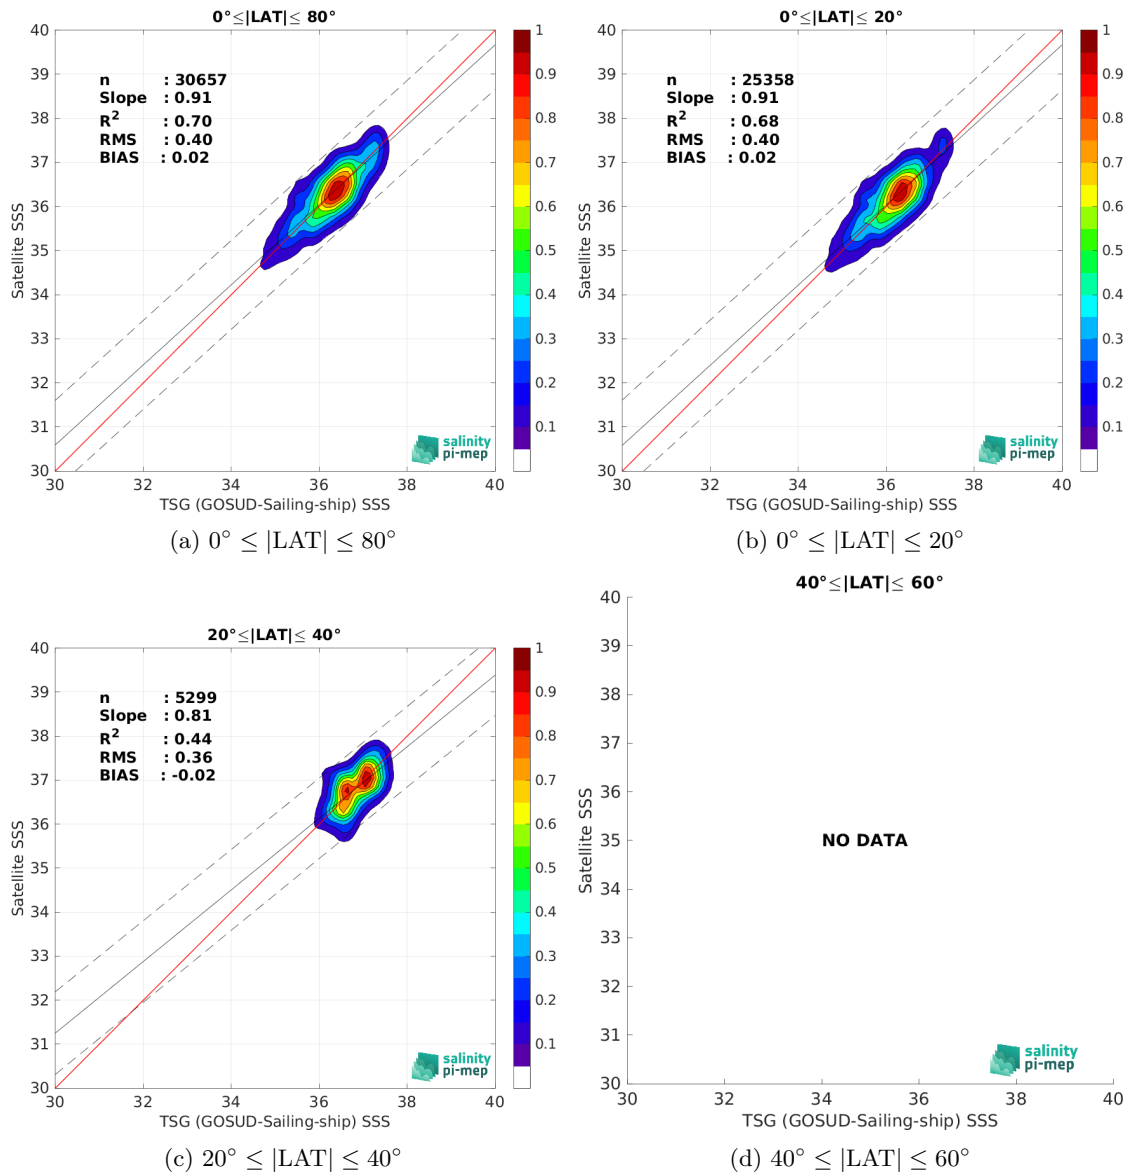 0°≤|LAT|≤ 80°
n : 30657
Slope : 0.91
R² : 0.70
RMS : 0.40
BIAS : 0.02
40
39
38
37
36
35
34
33
32
31
30
Satellite SSS
30 32 34 36 38 40
TSG (GOSUD-Sailing-ship) SSS
1
0.9
0.8
0.7
0.6
0.5
0.4
0.3
0.2
0.1
salinity
pi-mep
(a) 0° ≤ |LAT| ≤ 80°
0°≤|LAT|≤ 20°
n : 25358
Slope : 0.91
R² : 0.68
RMS : 0.40
BIAS : 0.02
40
39
38
37
36
35
34
33
32
31
30
Satellite SSS
30 32 34 36 38 40
TSG (GOSUD-Sailing-ship) SSS
1
0.9
0.8
0.7
0.6
0.5
0.4
0.3
0.2
0.1
salinity
pi-mep
(b) 0° ≤ |LAT| ≤ 20°
20°≤|LAT|≤ 40°
n : 5299
Slope : 0.81
R² : 0.44
RMS : 0.36
BIAS : -0.02
40
39
38
37
36
35
34
33
32
31
30
Satellite SSS
30 32 34 36 38 40
TSG (GOSUD-Sailing-ship) SSS
1
0.9
0.8
0.7
0.6
0.5
0.4
0.3
0.2
0.1
salinity
pi-mep
(c) 20° ≤ |LAT| ≤ 40°
40°≤|LAT|≤ 60°
40
39
38
37
36
35
34
33
32
31
30
Satellite SSS
NO DATA
30 32 34 36 38 40
TSG (GOSUD-Sailing-ship) SSS
salinity
pi-mep
(d) 40° ≤ |LAT| ≤ 60°